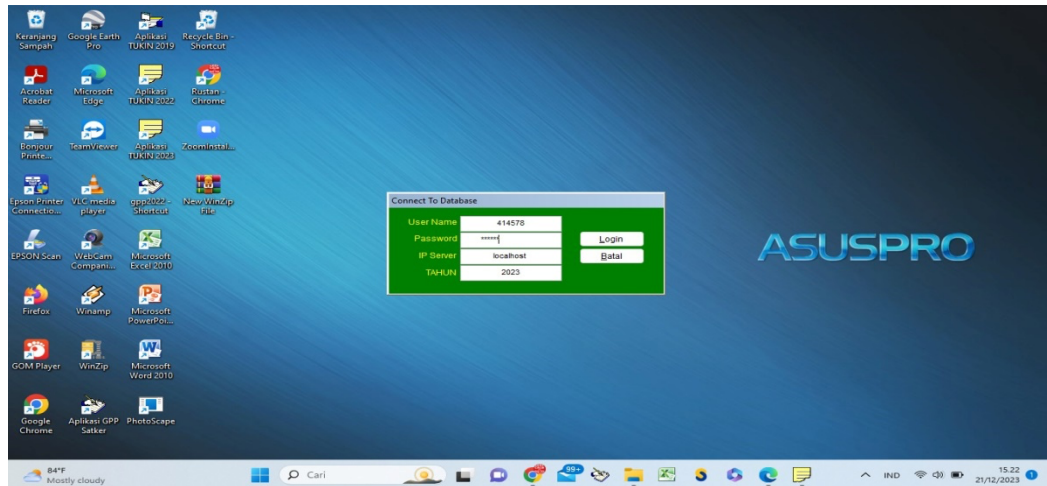 Keranjang
Sampah
Google Earth
Pro
Aplikasi
TUKIN 2019
Recycle Bin -
Shortcut
Acrobat
Reader
Microsoft
Edge
Aplikasi
TUKIN 2022
Rustan -
Chrome
Bonjour
Printe...
TeamViewer
Aplikasi
TUKIN 2023
ZoomInstal...
Epson Printer
Connectio...
VLC media
player
gpp2022 -
Shortcut
New WinZip
File
EPSON Scan
WebCam
Compani...
Microsoft
Excel 2010
Firefox
Winamp
Microsoft
PowerPoi...
GOM Player
WinZip
Microsoft
Word 2010
Google
Chrome
Aplikasi GPP
Satker
PhotoScape
Connect To Database
User Name 414578
Password *****
Login
IP Server localhost
Batal
TAHUN 2023
ASUSPRO
84°F
Mostly cloudy
Cari
99+
IND
15.22
21/12/2023
1